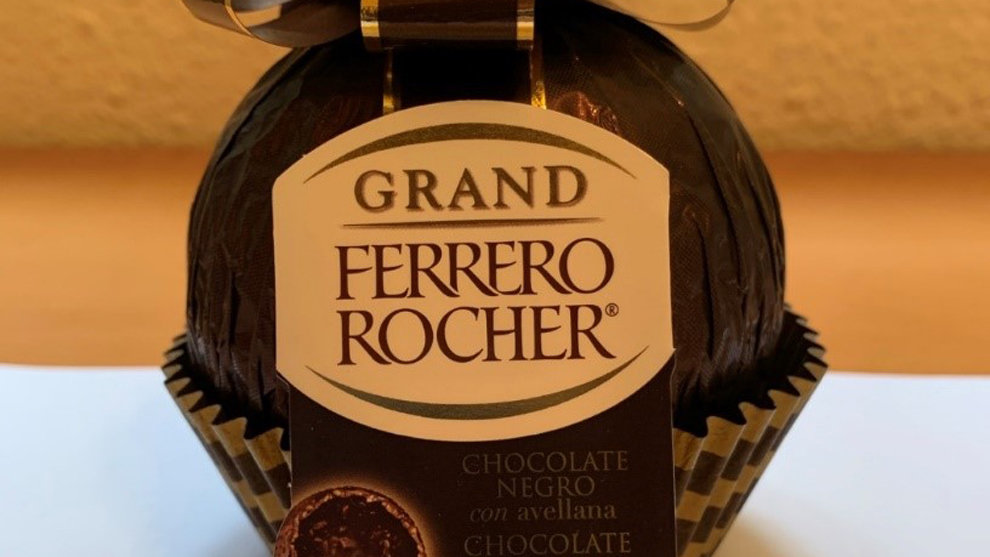 GRAND
FERRERO
ROCHER®
CHOCOLATE
NEGRO
con avellana
CHOCOLATE